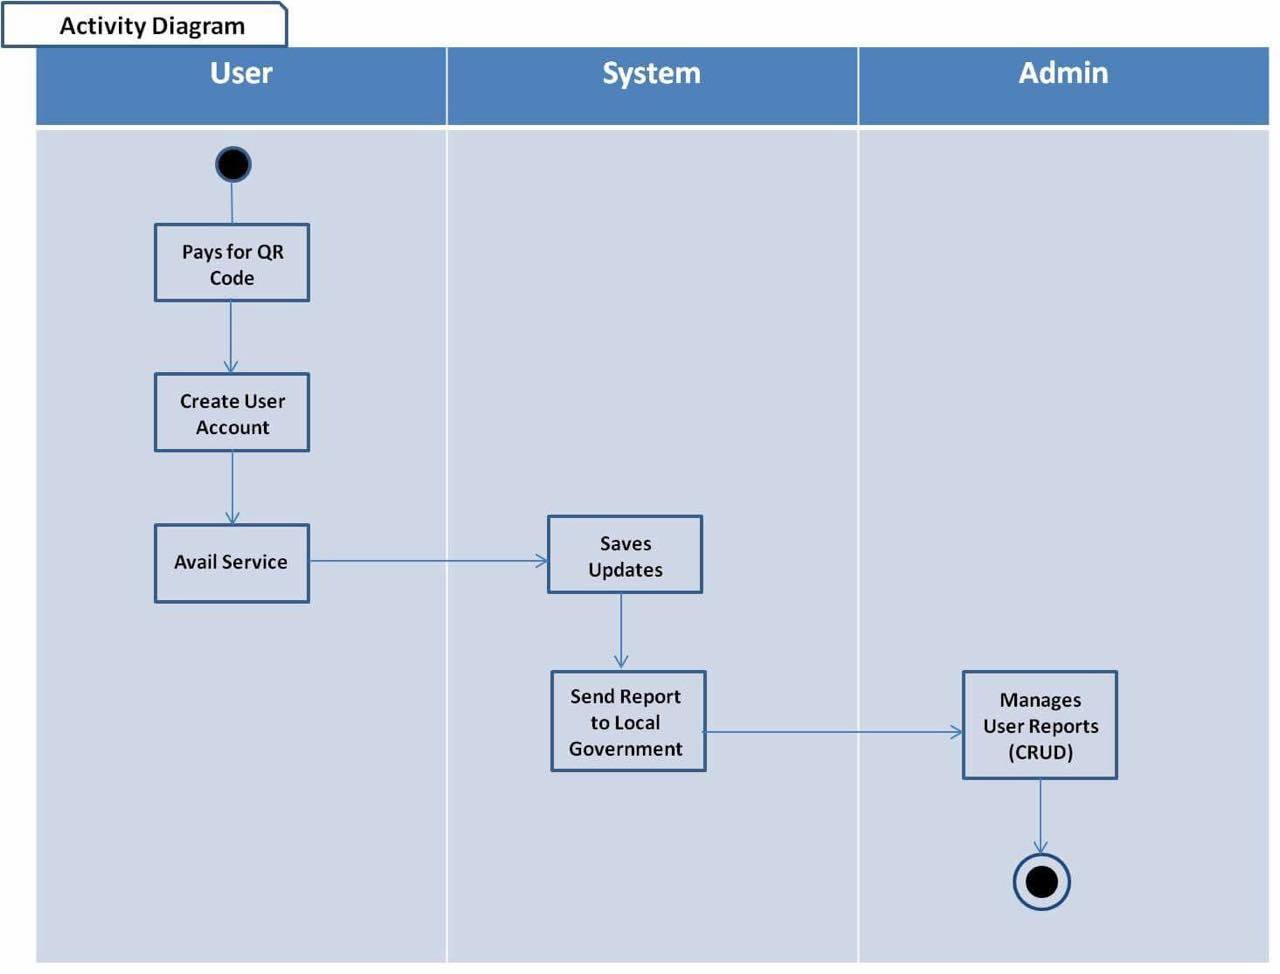 Activity Diagram
User
System
Admin
Pays for QR
Code
Create User
Account
Avail Service
Saves
Updates
Send Report
to Local
Government
Manages
User Reports
(CRUD)